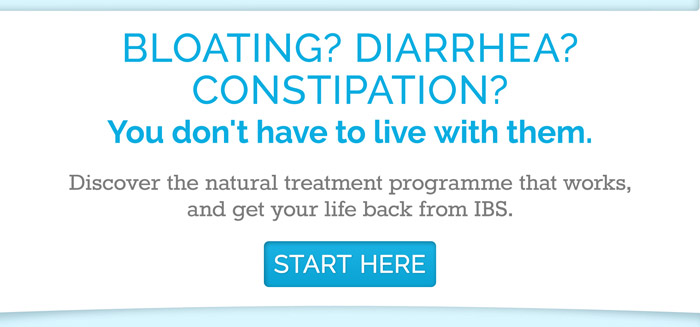 BLOATING? DIARRHEA?
CONSTIPATION?
You don't have to live with them.
Discover the natural treatment programme that works,
and get your life back from IBS.
START HERE